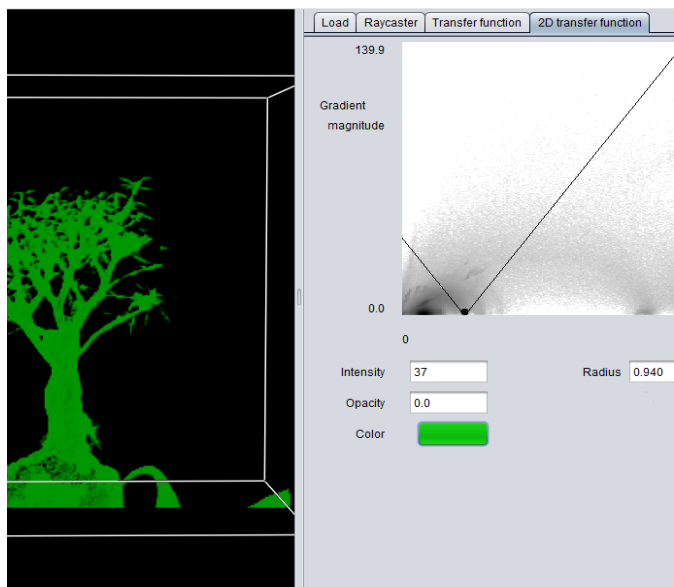 Load Raycaster Transfer function 2D transfer function
139.9
Gradient
magnitude
0.0
0
Intensity 37 Radius 0.940
Opacity 0.0
Color